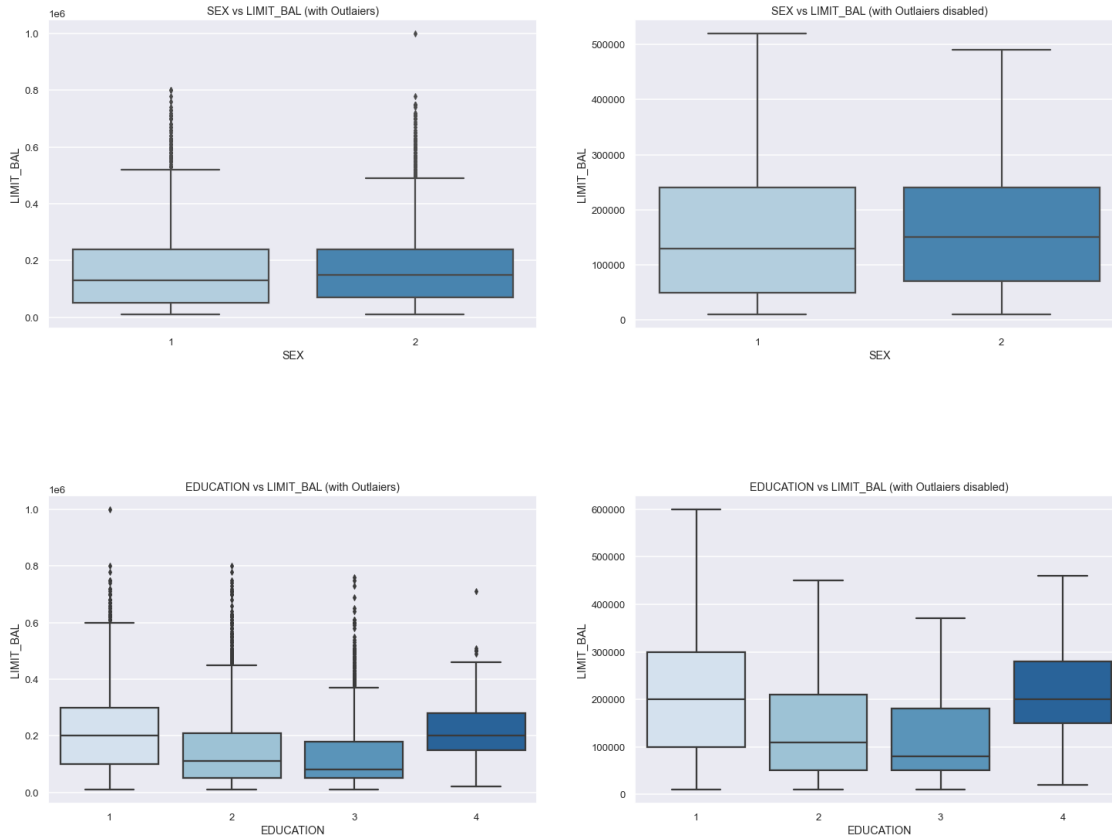 SEX vs LIMIT_BAL (with Outlaiers)
1e6
1.0
0.8
0.6
0.4
0.2
0.0
LIMIT_BAL
1 2
SEX
SEX vs LIMIT_BAL (with Outlaiers disabled)
500000
400000
300000
200000
100000
0
LIMIT_BAL
1 2
SEX
EDUCATION vs LIMIT_BAL (with Outlaiers)
1e6
1.0
0.8
0.6
0.4
0.2
0.0
LIMIT_BAL
1 2 3 4
EDUCATION
EDUCATION vs LIMIT_BAL (with Outlaiers disabled)
600000
500000
400000
300000
200000
100000
0
LIMIT_BAL
1 2 3 4
EDUCATION